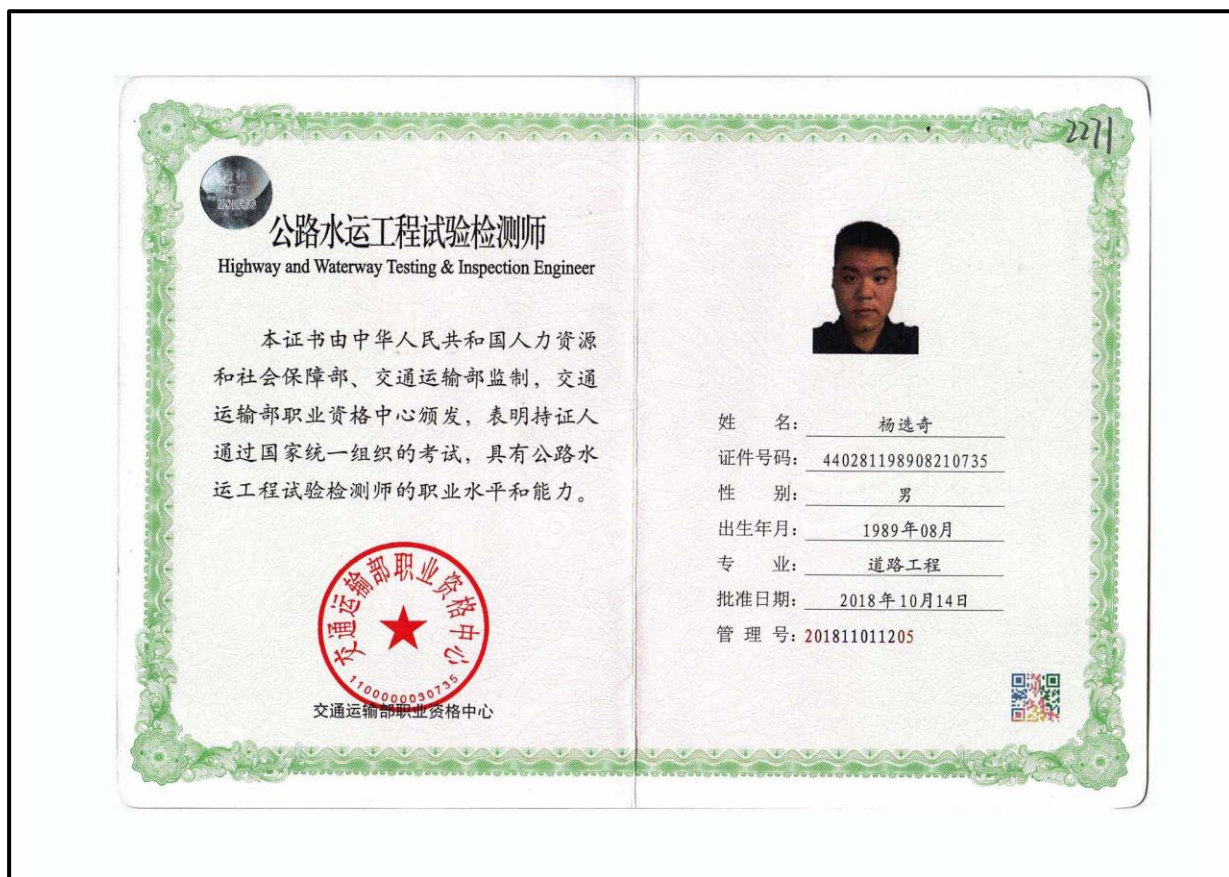 2271
公路水运工程试验检测师
Highway and Waterway Testing & Inspection Engineer
本证书由中华人民共和国人力资源
和社会保障部、交通运输部监制，交通
运输部职业资格中心颁发，表明持证人
通过国家统一组织的考试，具有公路水
运工程试验检测师的职业水平和能力。
交通运输部职业资格中心
1100000030735
交通运输部职业资格中心
姓 名： 杨选奇
证件号码： 440281198908210735
性 别： 男
出生年月： 1989年08月
专 业： 道路工程
批准日期： 2018年10月14日
管 理 号：201811011205